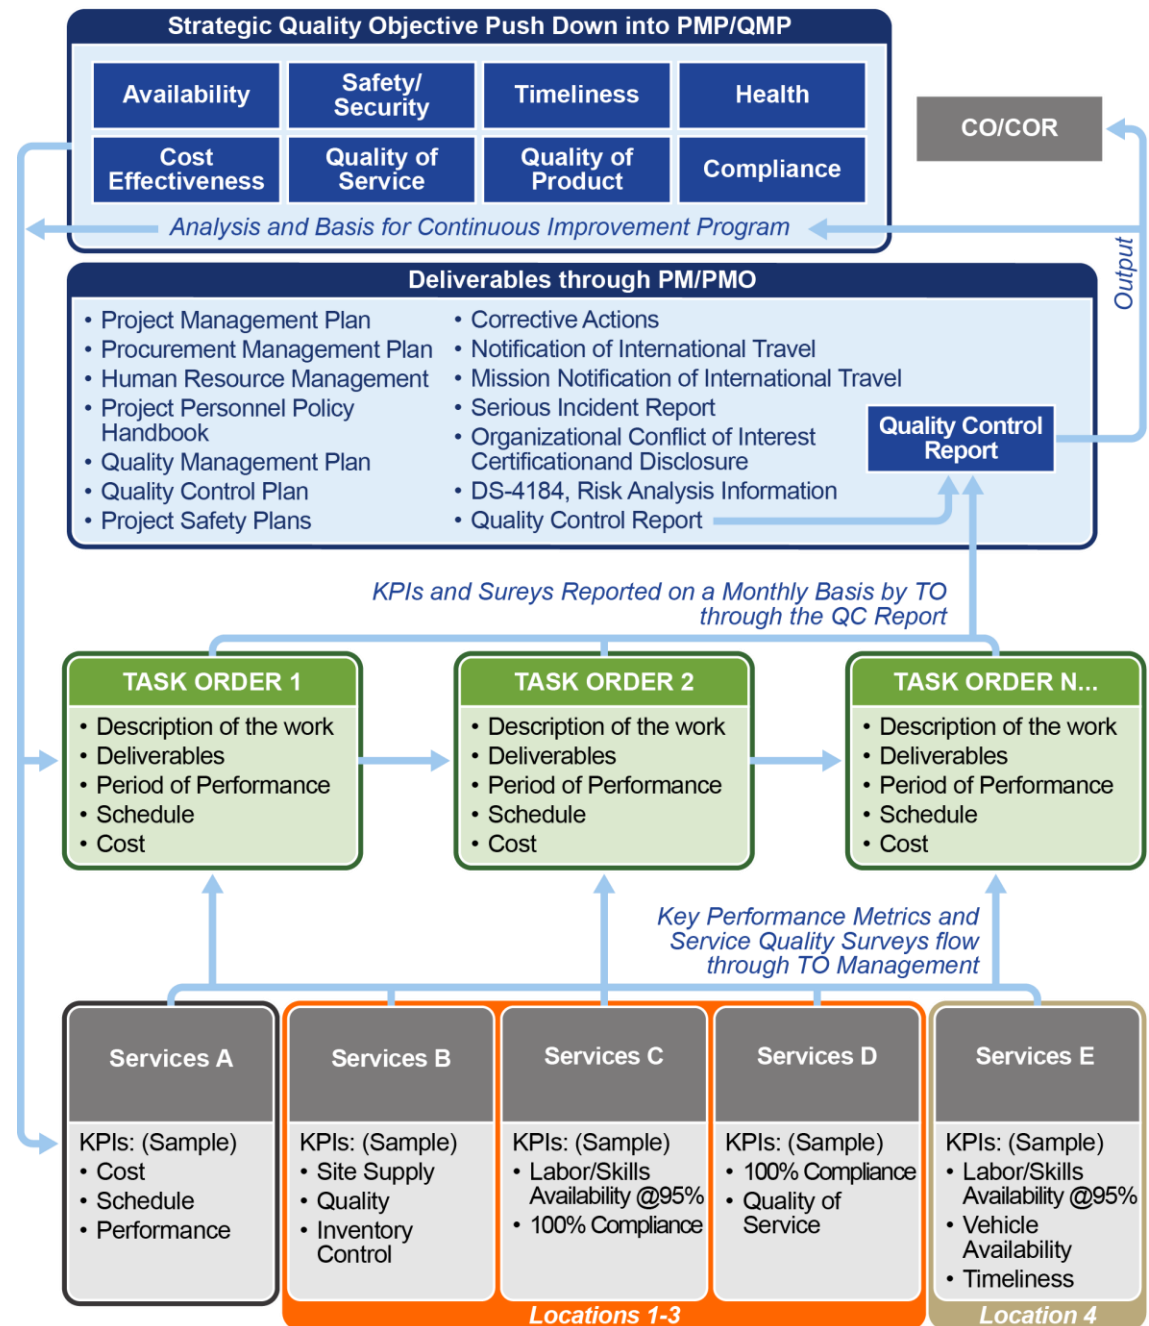 Strategic Quality Objective Push Down into PMP/QMP
Availability
Safety/
Security
Timeliness
Health
Cost
Effectiveness
Quality of
Service
Quality of
Product
Compliance
Analysis and Basis for Continuous Improvement Program
CO/COR
Output
Deliverables through PM/PMO
• Project Management Plan
• Procurement Management Plan
• Human Resource Management
• Project Personnel Policy
Handbook
• Quality Management Plan
• Quality Control Plan
• Project Safety Plans
• Corrective Actions
• Notification of International Travel
• Mission Notification of International Travel
• Serious Incident Report
• Organizational Conflict of Interest
Certificationand Disclosure
• DS-4184, Risk Analysis Information
• Quality Control Report
Quality Control
Report
KPIs and Sureys Reported on a Monthly Basis by TO
through the QC Report
TASK ORDER 1
• Description of the work
• Deliverables
• Period of Performance
• Schedule
• Cost
TASK ORDER 2
• Description of the work
• Deliverables
• Period of Performance
• Schedule
• Cost
TASK ORDER N...
• Description of the work
• Deliverables
• Period of Performance
• Schedule
• Cost
Key Performance Metrics and
Service Quality Surveys flow
through TO Management
Services A
KPIs: (Sample)
• Cost
• Schedule
• Performance
Services B
KPIs: (Sample)
• Site Supply
• Quality
• Inventory
Control
Services C
KPIs: (Sample)
• Labor/Skills
Availability @95%
• 100% Compliance
Services D
KPIs: (Sample)
• 100% Compliance
• Quality of
Service
Services E
KPIs: (Sample)
• Labor/Skills
Availability @95%
• Vehicle
Availability
• Timeliness
Locations 1-3
Location 4